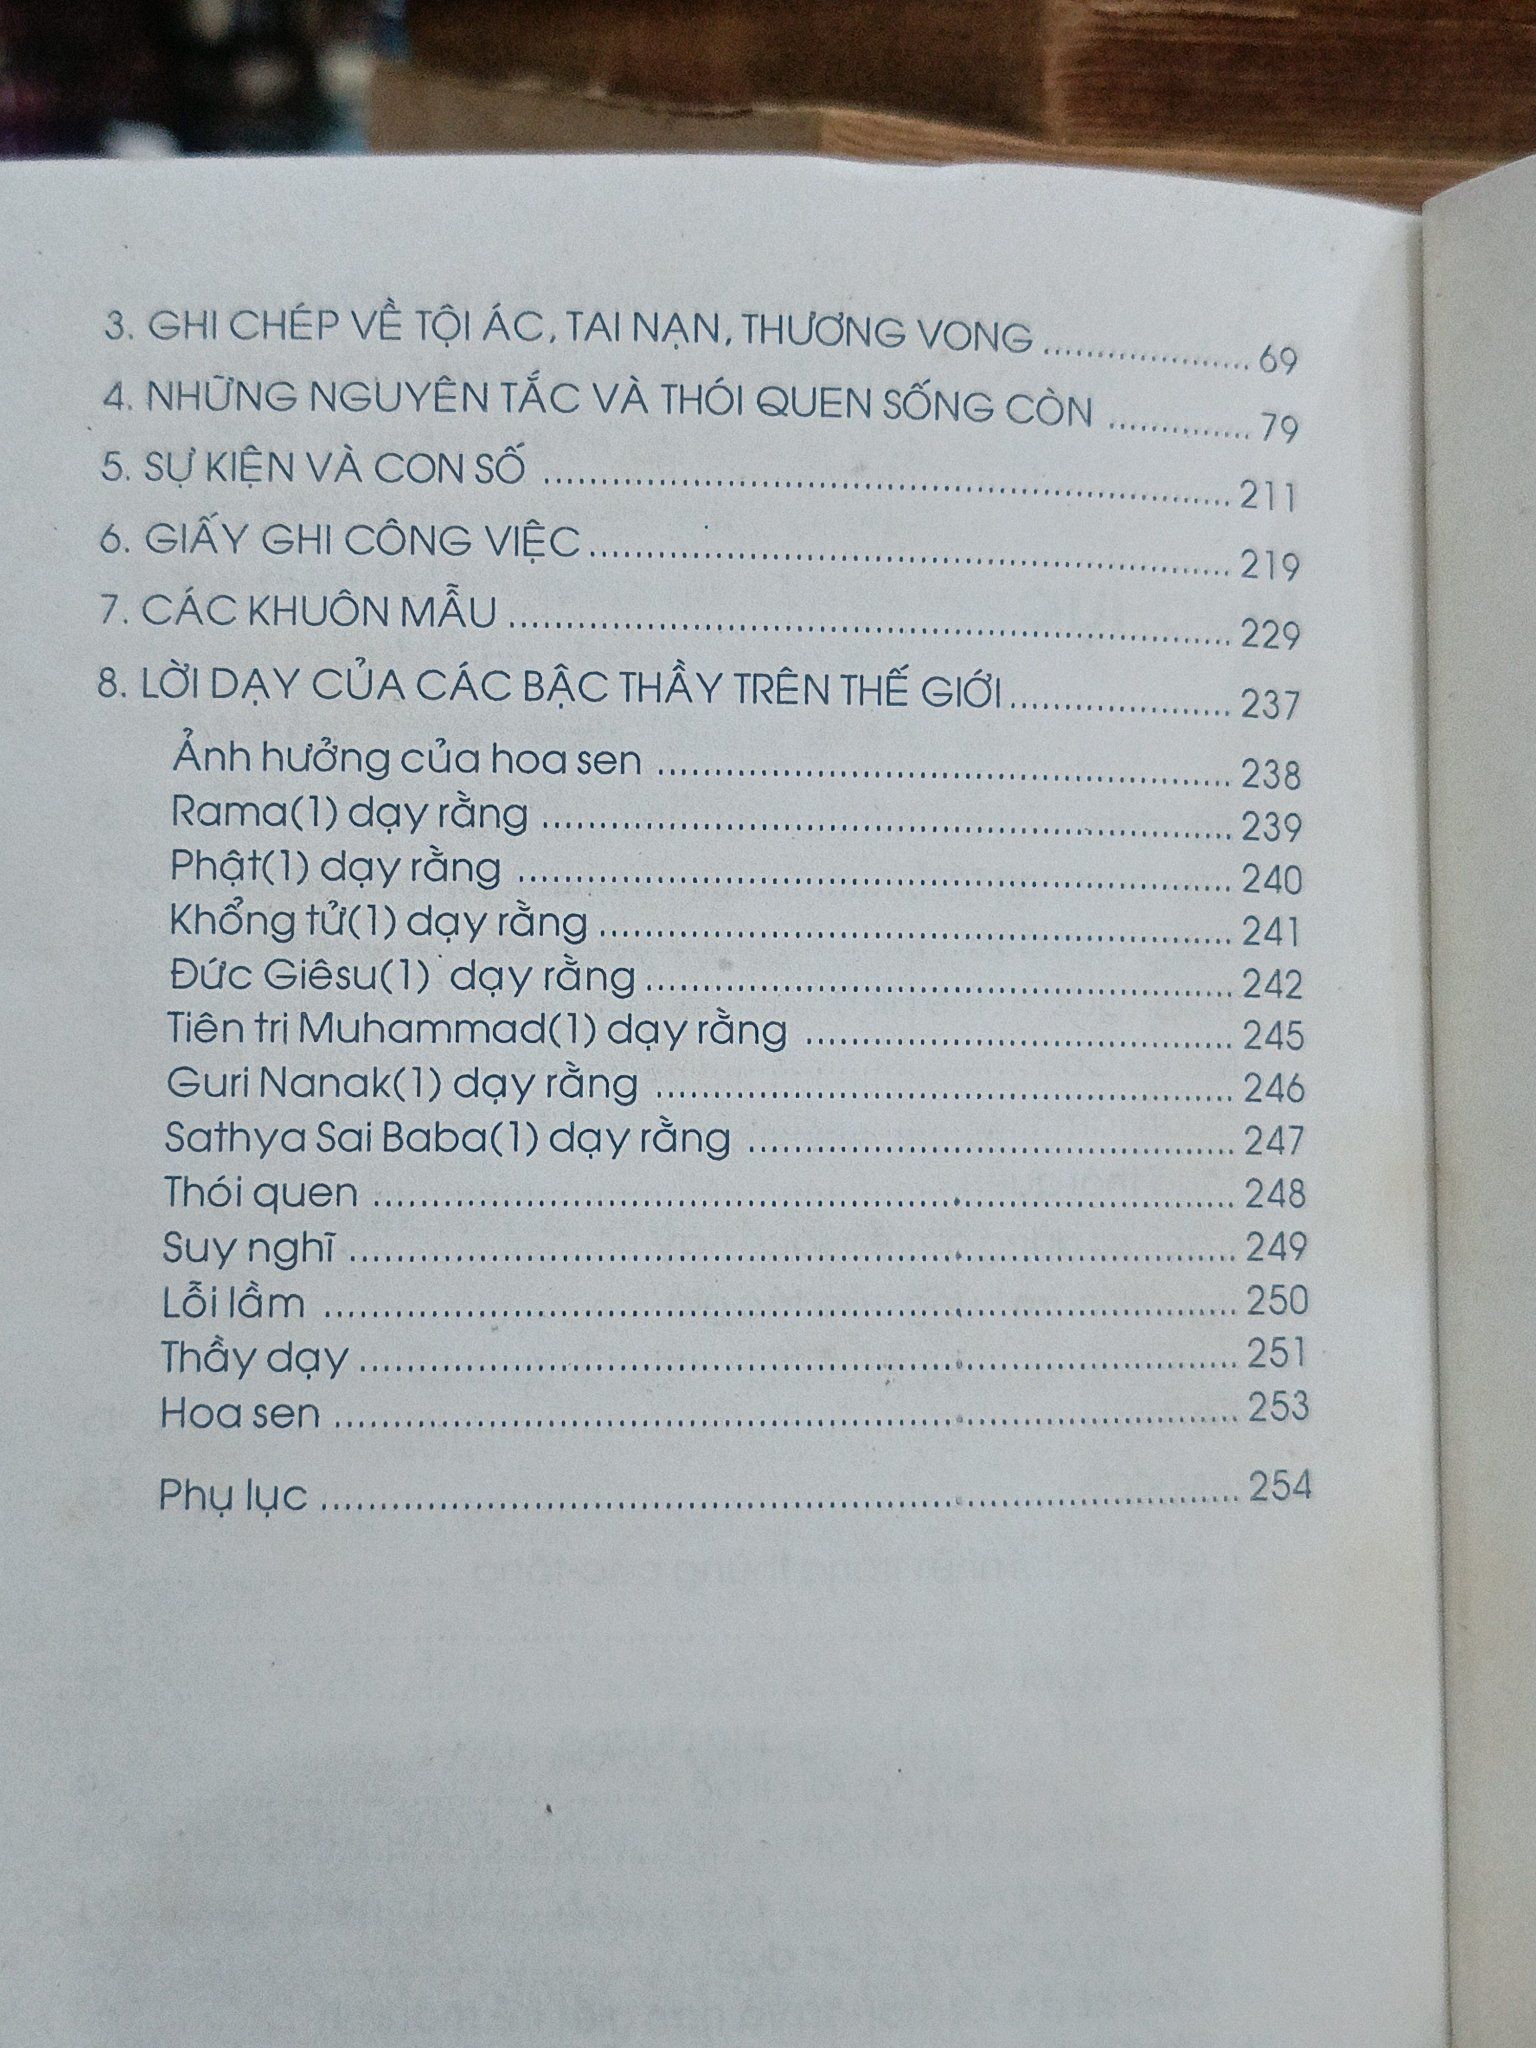 3. GHI CHÉP VỀ TỘI ÁC, TAI NẠN, THƯƠNG VONG .................... 69
4. NHỮNG NGUYÊN TẮC VÀ THÓI QUEN SỐNG CÒN .............. 79
5. SỰ KIỆN VÀ CON SỐ .................... 211
6. GIẤY GHI CÔNG VIỆC .................... 219
7. CÁC KHUÔN MẪU .................... 229
8. LỜI DẠY CỦA CÁC BẬC THẦY TRÊN THẾ GIỚI .................... 237
Ảnh hưởng của hoa sen .................... 238
Rama(1) dạy rằng .................... 239
Phật(1) dạy rằng .................... 240
Khổng tử(1) dạy rằng .................... 241
Đức Giêsu(1) dạy rằng .................... 242
Tiên tri Muhammad(1) dạy rằng .................... 245
Guri Nanak(1) dạy rằng .................... 246
Sathya Sai Baba(1) dạy rằng .................... 247
Thói quen .................... 248
Suy nghĩ .................... 249
Lỗi lầm .................... 250
Thầy dạy .................... 251
Hoa sen .................... 253
Phụ lục .................... 254